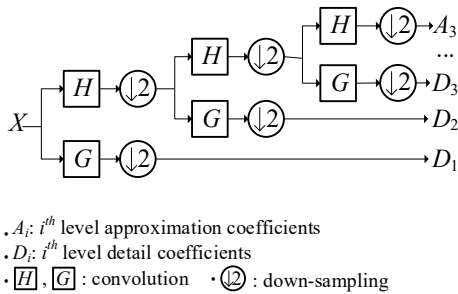 H ↓2 A3
...
H ↓2 G ↓2 D3
H ↓2 G ↓2 D2
X
G ↓2 D1
. Ai: ith level approximation coefficients
. Di: ith level detail coefficients
· H , G : convolution · ↓2 : down-sampling